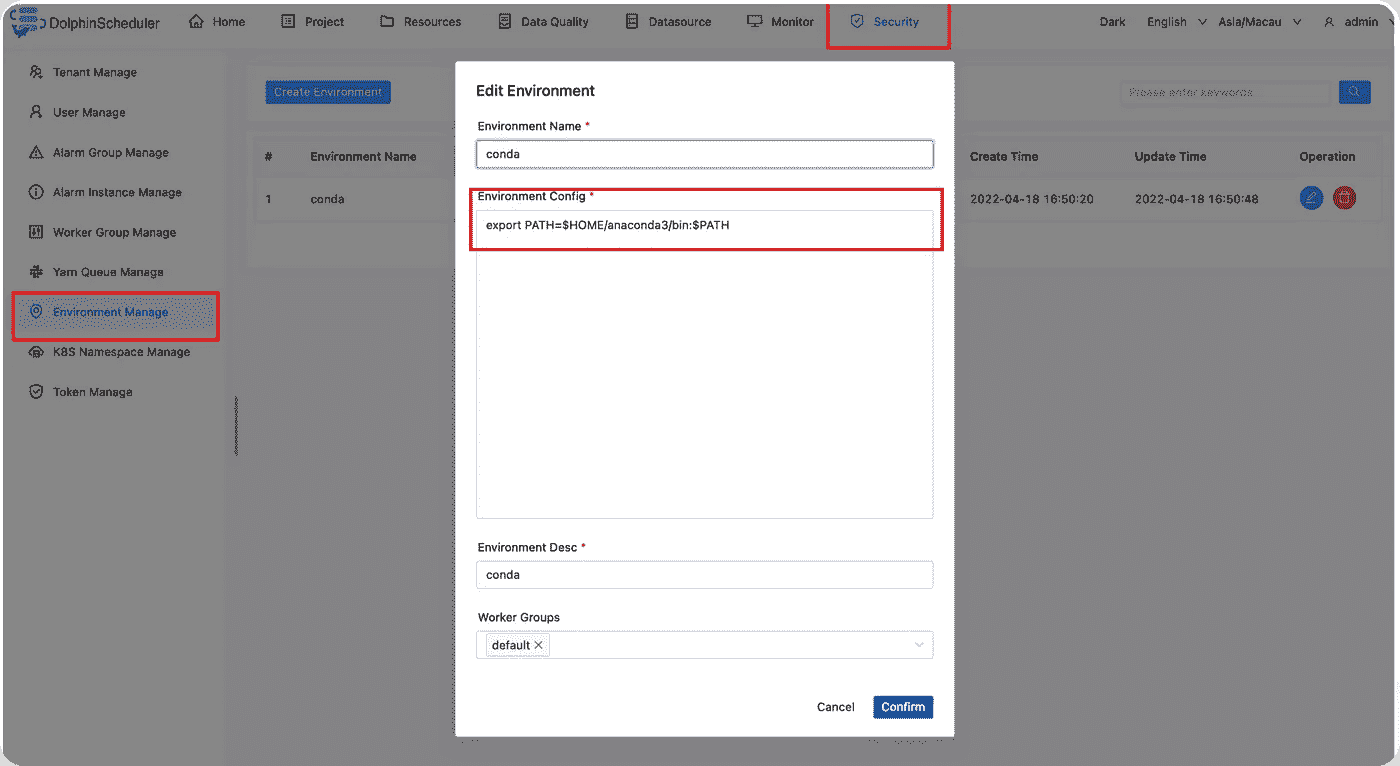 DolphinScheduler Home Project Resources Data Quality Datasource Monitor Security Dark English Asia/Macau admin
Tenant Manage
User Manage
Alarm Group Manage
Alarm Instance Manage
Worker Group Manage
Yarn Queue Manage
Environment Manage
K8S Namespace Manage
Token Manage
Create Environment
Please enter keywords
# Environment Name Create Time Update Time Operation
1 conda 2022-04-18 16:50:20 2022-04-18 16:50:48
Edit Environment
Environment Name *
conda
Environment Config *
export PATH=$HOME/anaconda3/bin:$PATH
Environment Desc *
conda
Worker Groups
default
Cancel Confirm